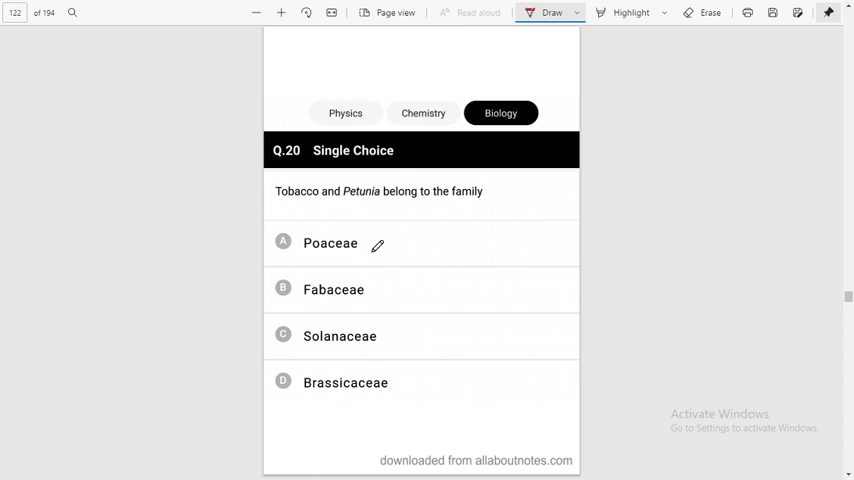 122 of 194 Page view Read aloud Draw Highlight Erase
Physics Chemistry Biology
Q.20 Single Choice
Tobacco and Petunia belong to the family
A Poaceae
B Fabaceae
C Solanaceae
D Brassicaceae
Activate Windows
Go to Settings to activate Windows.
downloaded from allaboutnotes.com